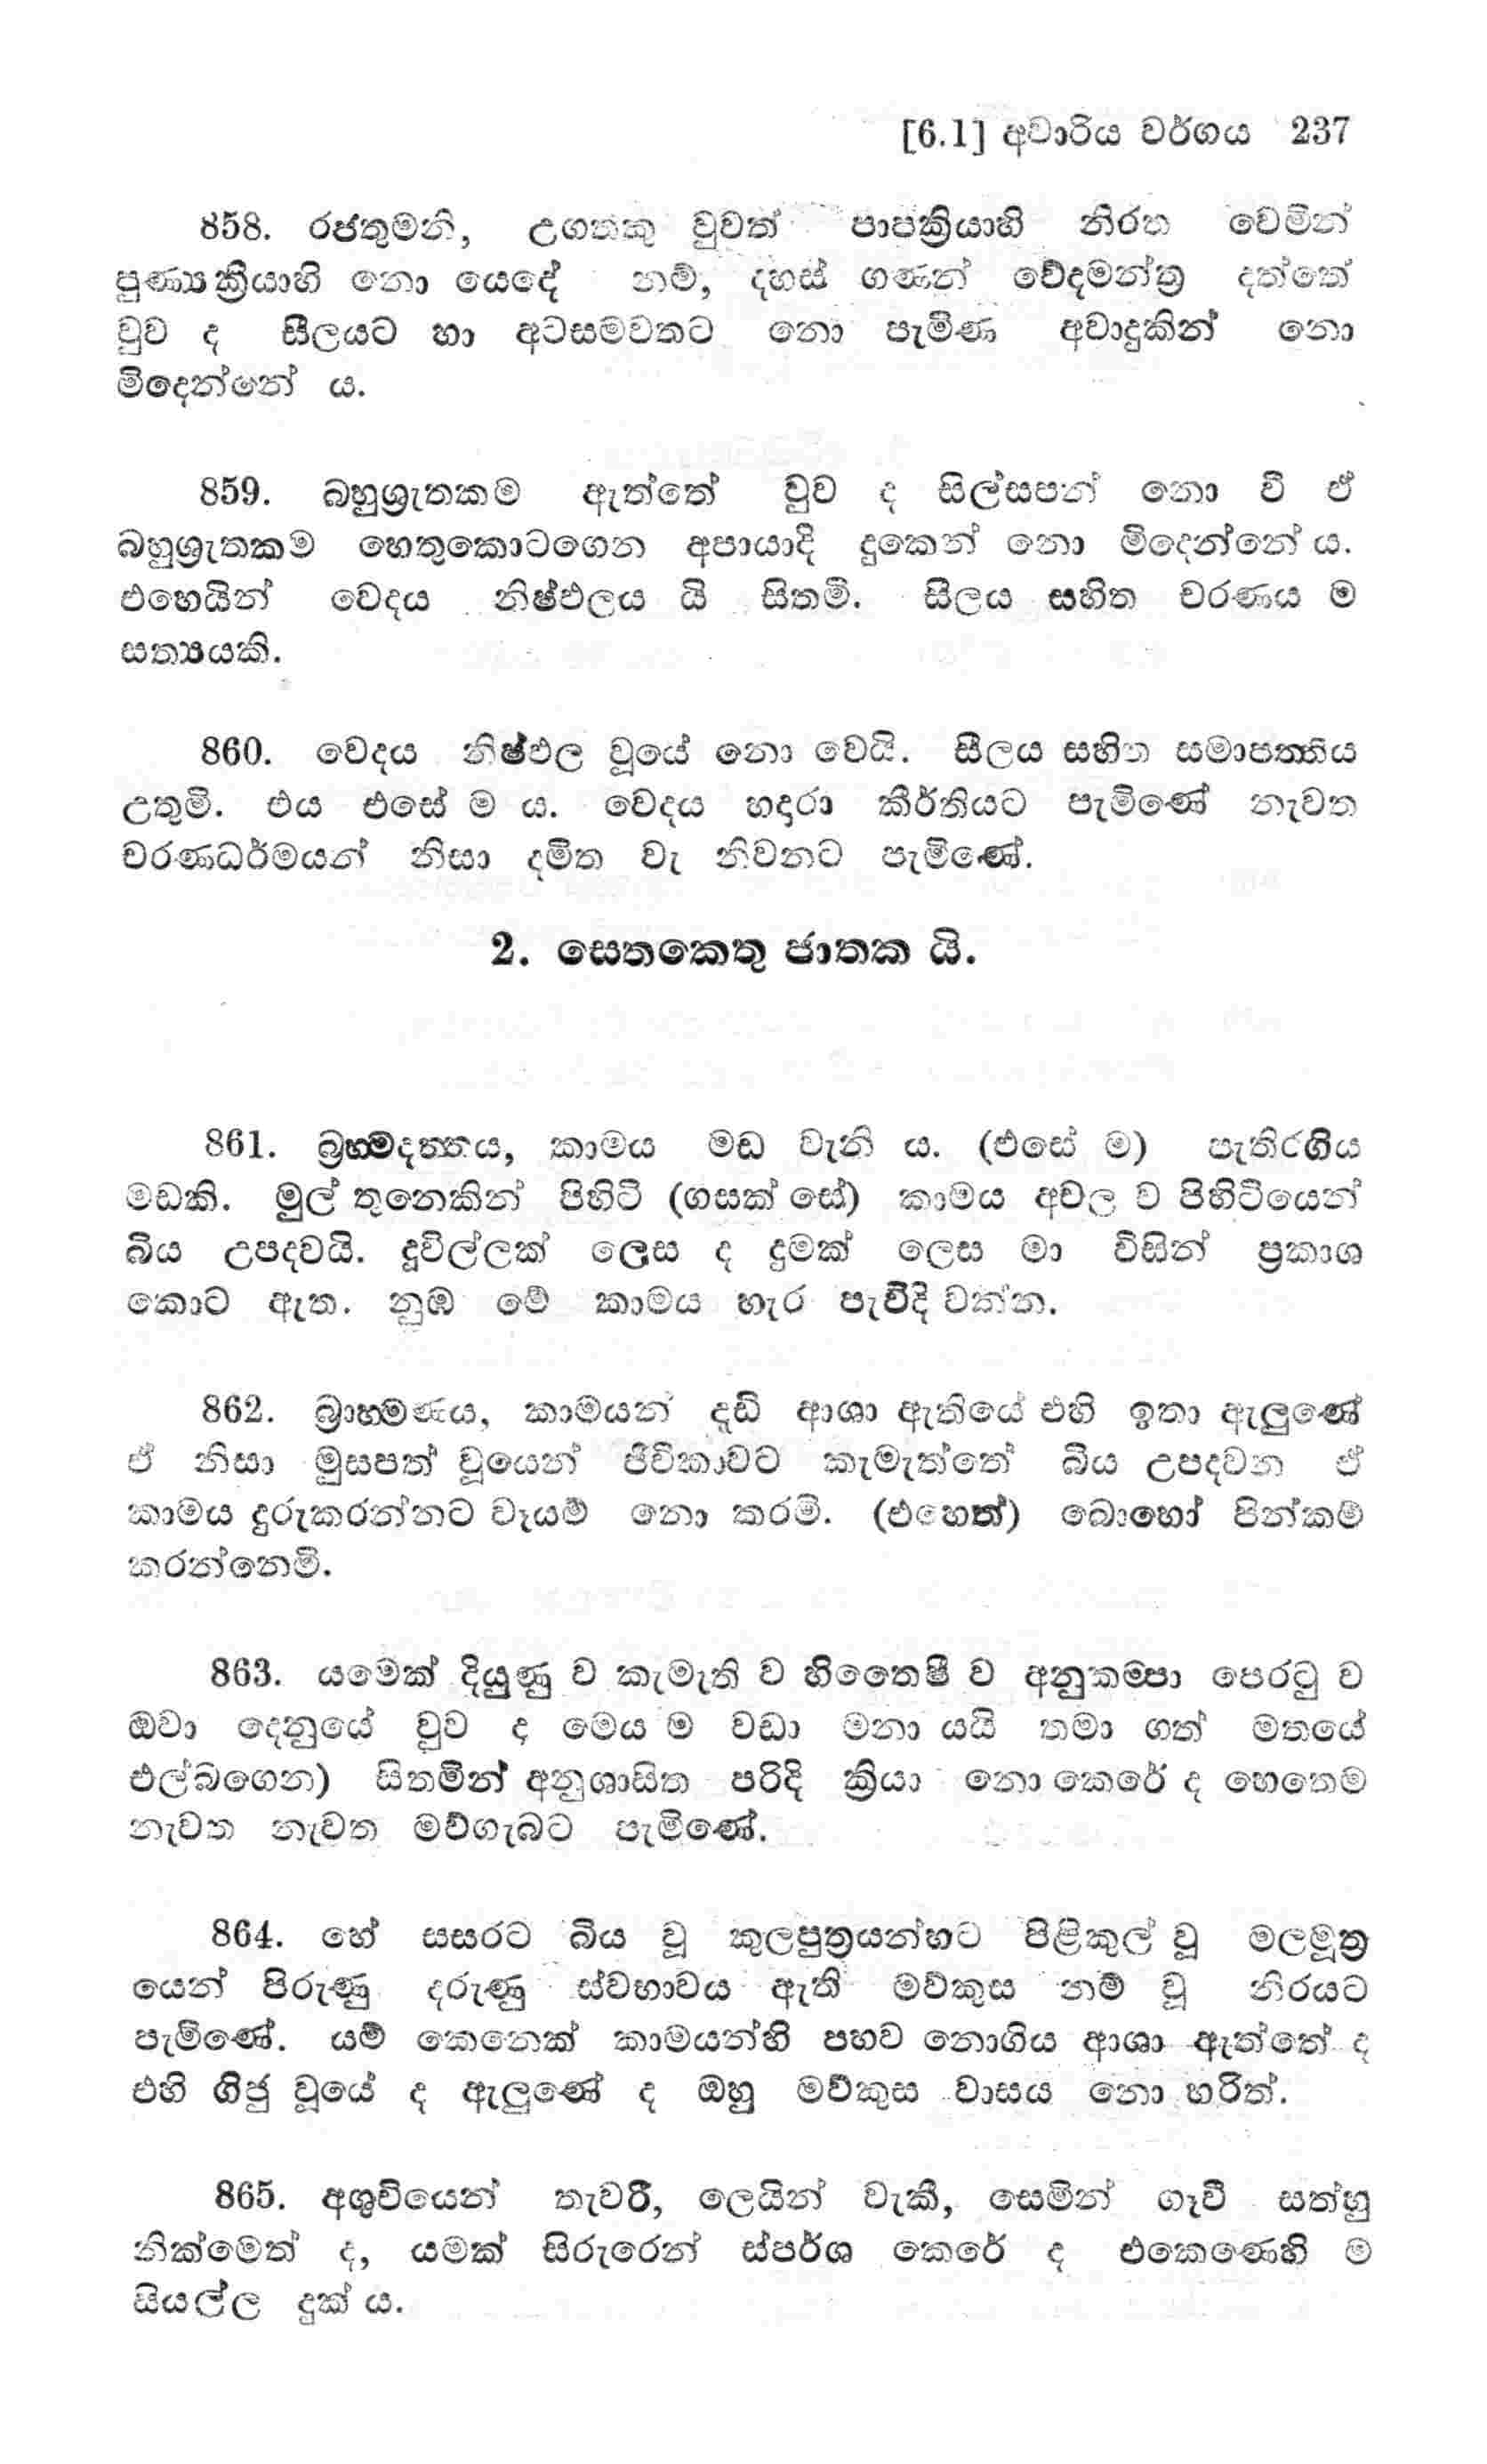 [6.1] අවාරිය වර්ගය 237
858. රජතුමනි, උගතකු වුවත් පාපක්‍රියාහි නිරත වෙමින්
පුණ්‍යක්‍රියාහි නො යෙදේ නම්, දහස් ගණන් වේදමන්ත්‍ර දත්තේ
වුව ද සීලයට හා අටසමවතට නො පැමිණ අවාදුකින් නො
මිදෙන්නේ ය.
859. බහුශ්‍රුතකම ඇත්තේ වුව ද සිල්සපන් නො වී ඒ
බහුශ්‍රුතකම හෙතුකොටගෙන අපායාදි දුකෙන් නො මිදෙන්නේ ය.
එහෙයින් වෙදය නිෂ්ඵලය යි සිතමි. සීලය සහිත චරණය ම
සත්‍යයකි.
860. වෙදය නිෂ්ඵල වූයේ නො වෙයි. සීලය සහිත සමාපත්තිය
උතුමි. එය එසේ ම ය. වෙදය හදාරා කීර්තියට පැමිණේ නැවත
චරණධර්මයන් නිසා දමිත වැ නිවනට පැමිණේ.
2. සෙතකෙතු ජාතක යි.
861. බ්‍රහ්මදත්තය, කාමය මඩ වැනි ය. (එසේ ම) පැතිරගිය
මඩකි. මුල් තුනෙකින් පිහිටි (ගසක් සේ) කාමය අචල ව පිහිටියෙන්
බිය උපදවයි. දූවිල්ලක් ලෙස ද දුමක් ලෙස මා විසින් ප්‍රකාශ
කොට ඇත. නුඹ මේ කාමය හැර පැවිදි වන්න.
862. බ්‍රාහ්මණය, කාමයන් දැඩි ආශා ඇතියේ එහි ඉතා ඇලුණේ
ඒ නිසා මුසපත් වූයෙන් ජීවිකාවට කැමැත්තේ බිය උපදවන ඒ
කාමය දුරුකරන්නට වෑයම් නො කරමි. (එහෙත්) බොහෝ පින්කම්
කරන්නෙමි.
863. යමෙක් දියුණු ව කැමැති ව හිතෛෂී ව අනුකම්පා පෙරටු ව
ඔවා දෙනුයේ වුව ද මෙය ම වඩා මනා යයි තමා ගත් මතයේ
එල්බගෙන) සිතමින් අනුශාසිත පරිදි ක්‍රියා නො කෙරේ ද හෙතෙම
නැවත නැවත මව්ගැබට පැමිණේ.
864. හේ සසරට බිය වූ කුලපුත්‍රයන්හට පිළිකුල් වූ මලමූත්‍ර
යෙන් පිරුණු දරුණු ස්වභාවය ඇති මව්කුස නම් වූ නිරයට
පැමිණේ. යම් කෙනෙක් කාමයන්හි පහව නොගිය ආශා ඇත්තේ ද
එහි ගිජු වූයේ ද ඇලුණේ ද ඔහු මව්කුස වාසය නො හරිත්.
865. අශුචියෙන් තැවරී, ලෙයින් වැකී, සෙමින් ගෑවී සත්හු
නික්මෙත් ද, යමක් සිරුරෙන් ස්පර්ශ කෙරේ ද එකෙණෙහි ම
සියල්ල දුක් ය.